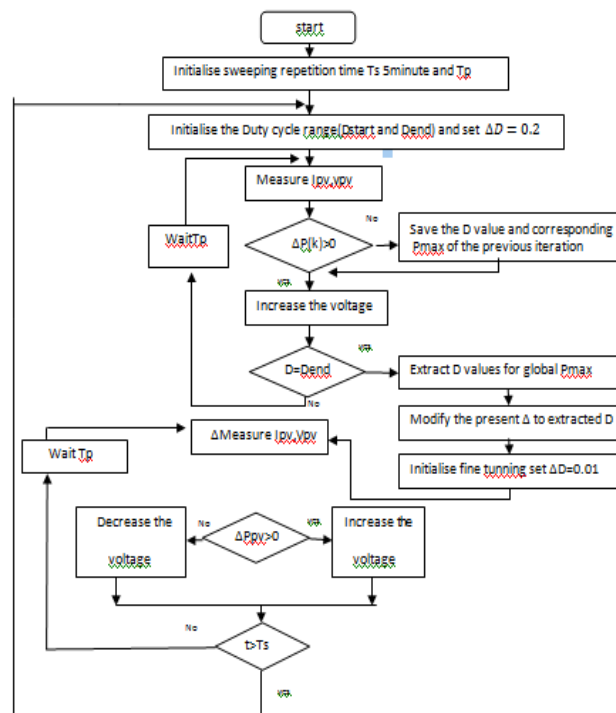 start
Initialise sweeping repetition time Ts 5minute and Tp
Initialise the Duty cycle range(Dstart and Dend) and set ΔD = 0.2
Measure Ipv,vpv
WaitTp
ΔP(k)>0
No
Save the D value and corresponding
Pmax of the previous iteration
yes
Increase the voltage
D=Dend
yes
No
Extract D values for global Pmax
Modify the present Δ to extracted D
Initialise fine tunning set ΔD=0.01
ΔMeasure Ipv,Vpv
Wait Tp
Decrease the
voltage
No
ΔPpv>0
yes
Increase the
voltage
No
t>Ts
yes